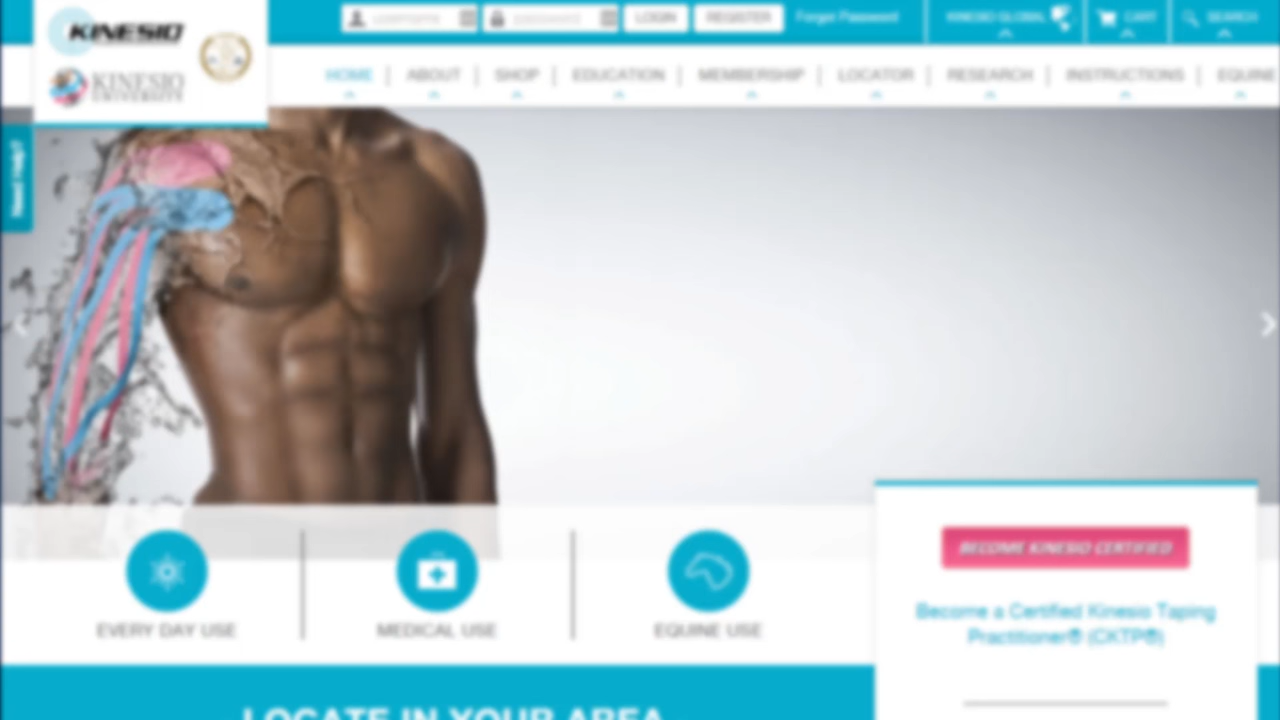 KINESIO
KINESIO
UNIVERSITY
username
password
LOGIN
REGISTER
Forgot Password
KINESIO GLOBAL
CART
SEARCH
HOME
ABOUT
SHOP
EDUCATION
MEMBERSHIP
LOCATOR
RESEARCH
INSTRUCTIONS
EQUINE
Need Help?
EVERY DAY USE
MEDICAL USE
EQUINE USE
BECOME KINESIO CERTIFIED
Become a Certified Kinesio Taping
Practitioner® (CKTP®)
LOCATE IN YOUR AREA